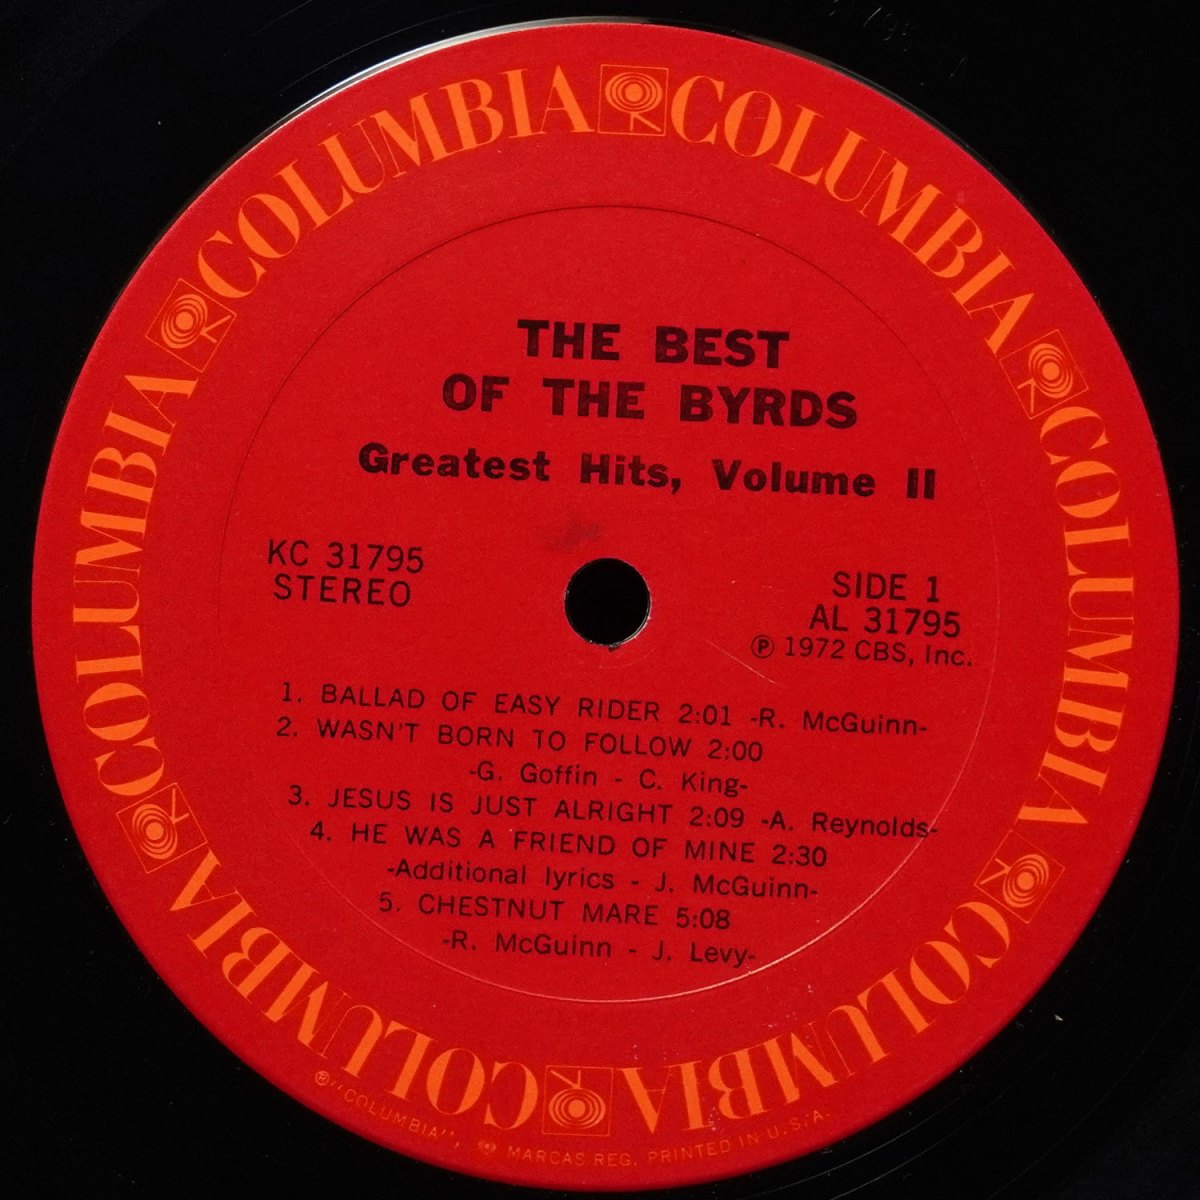 COLUMBIA COLUMBIA COLUMBIA COLUMBIA COLUMBIA COLUMBIA
THE BEST
OF THE BYRDS
Greatest Hits, Volume II
KC 31795
STEREO
SIDE 1
AL 31795
Ⓟ 1972 CBS, Inc.
1. BALLAD OF EASY RIDER 2:01 -R. McGuinn-
2. WASN'T BORN TO FOLLOW 2:00
-G. Goffin - C. King-
3. JESUS IS JUST ALRIGHT 2:09 -A. Reynolds-
4. HE WAS A FRIEND OF MINE 2:30
-Additional lyrics - J. McGuinn-
5. CHESTNUT MARE 5:08
-R. McGuinn - J. Levy-
®"COLUMBIA", MARCAS REG. PRINTED IN U.S.A.